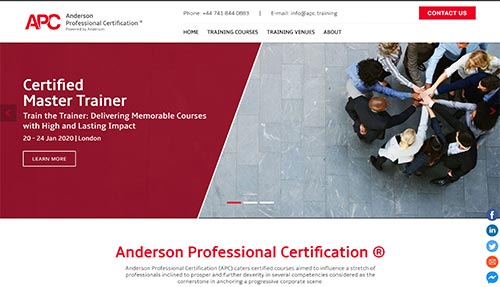 APC Anderson
Professional Certification ®
Powered by Anderson
Phone: +44 741 844 0883 | E-mail: info@apc.training
CONTACT US
HOME TRAINING COURSES TRAINING VENUES ABOUT
Certified
Master Trainer
Train the Trainer: Delivering Memorable Courses
with High and Lasting Impact
20 - 24 Jan 2020 | London
LEARN MORE
Anderson Professional Certification ®
Anderson Professional Certification (APC) caters certified courses aimed to influence a stretch of
professionals inclined to prosper and further dexterity in several competencies considered as the
cornerstone in anchoring a progressive corporate scene